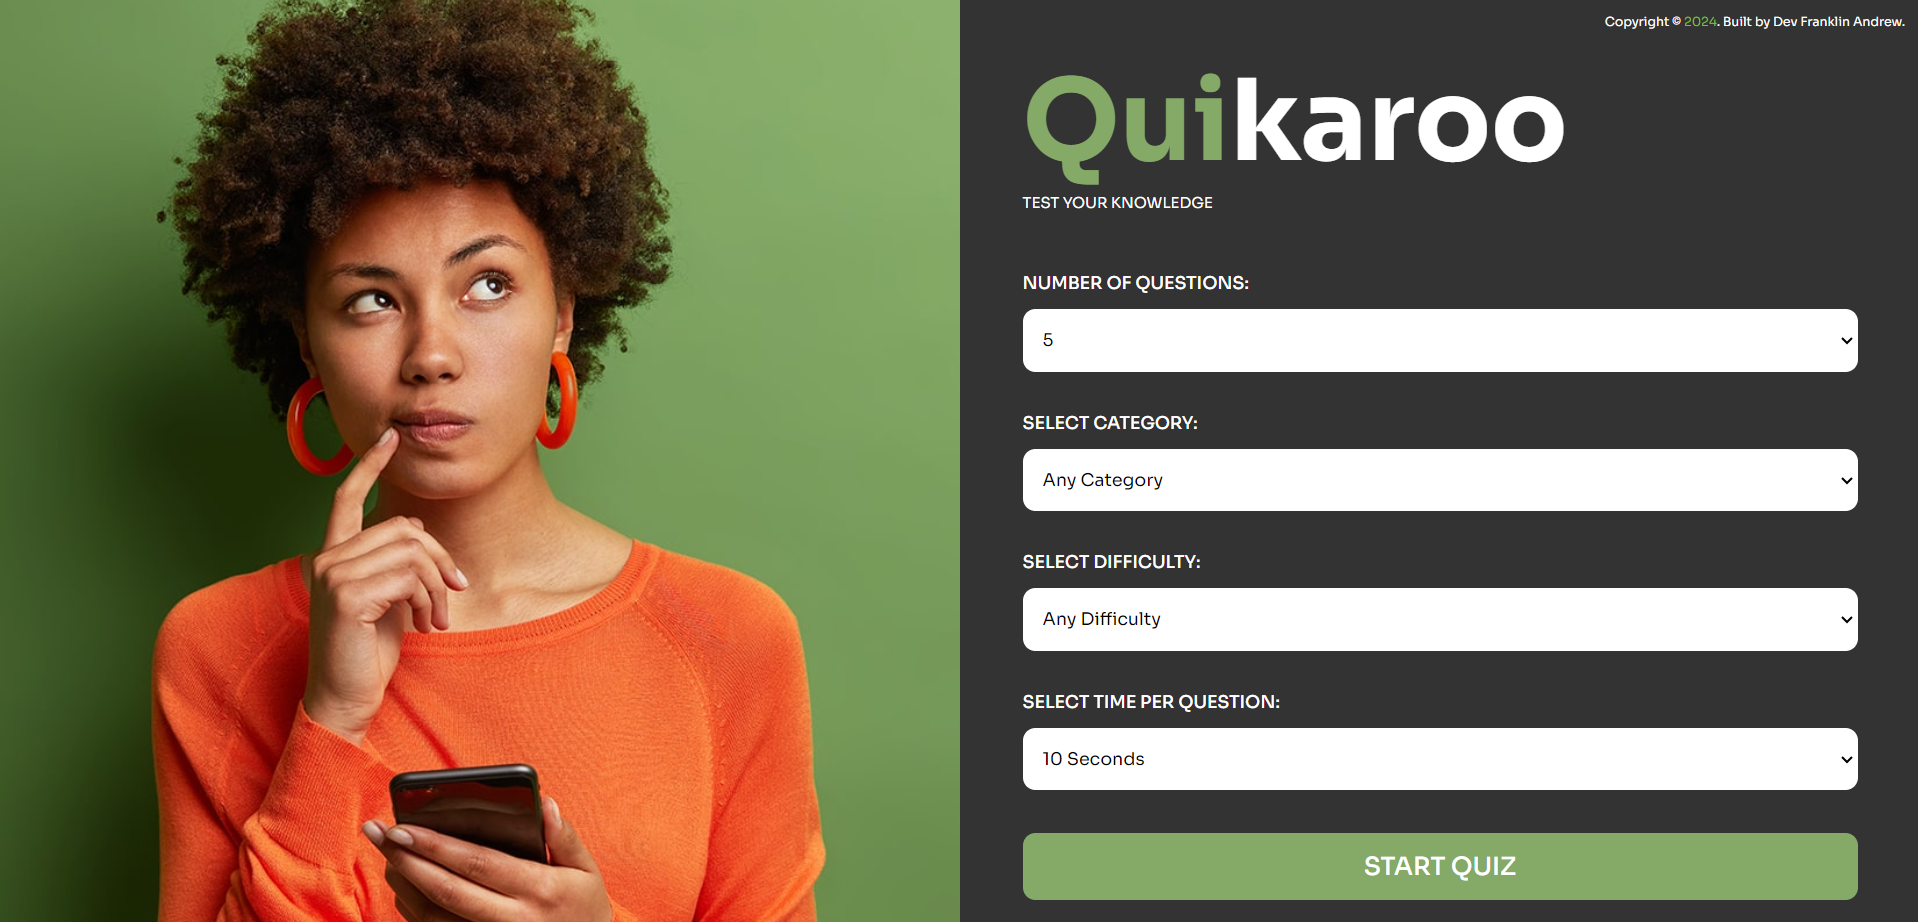 Copyright © 2024. Built by Dev Franklin Andrew.
Quikaroo
TEST YOUR KNOWLEDGE
NUMBER OF QUESTIONS:
5
SELECT CATEGORY:
Any Category
SELECT DIFFICULTY:
Any Difficulty
SELECT TIME PER QUESTION:
10 Seconds
START QUIZ